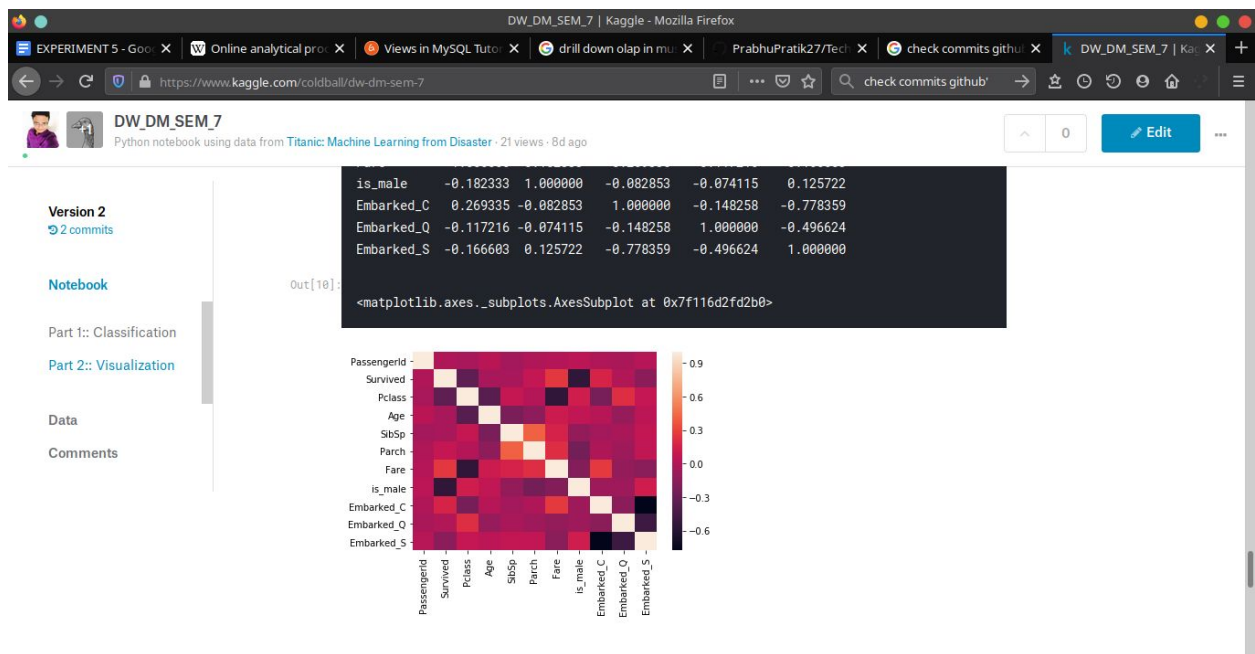 DW_DM_SEM_7 | Kaggle - Mozilla Firefox
EXPERIMENT 5 - Goo
Online analytical proc
Views in MySQL Tutor
drill down olap in mu
PrabhuPratik27/Tech
check commits githu
DW_DM_SEM_7 | Kag
https://www.kaggle.com/coldball/dw-dm-sem-7
check commits github'
DW_DM_SEM_7
Python notebook using data from Titanic: Machine Learning from Disaster · 21 views · 8d ago
0
Edit
Version 2
2 commits
Notebook
Part 1:: Classification
Part 2:: Visualization
Data
Comments
is_male -0.182333 1.000000 -0.082853 -0.074115 0.125722
Embarked_C 0.269335 -0.082853 1.000000 -0.148258 -0.778359
Embarked_Q -0.117216 -0.074115 -0.148258 1.000000 -0.496624
Embarked_S -0.166603 0.125722 -0.778359 -0.496624 1.000000
Out[10]:
<matplotlib.axes._subplots.AxesSubplot at 0x7f116d2fd2b0>
PassengerId
Survived
Pclass
Age
SibSp
Parch
Fare
is_male
Embarked_C
Embarked_Q
Embarked_S
PassengerId
Survived
Pclass
Age
SibSp
Parch
Fare
is_male
Embarked_C
Embarked_Q
Embarked_S
0.9
0.6
0.3
0.0
−0.3
−0.6